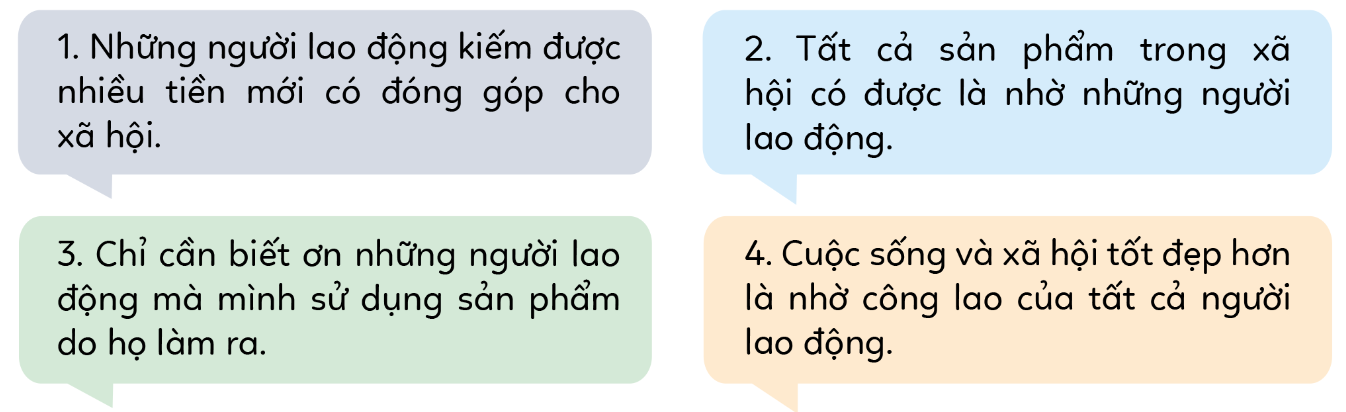 1. Những người lao động kiếm được
nhiều tiền mới có đóng góp cho
xã hội.
2. Tất cả sản phẩm trong xã
hội có được là nhờ những người
lao động.
3. Chỉ cần biết ơn những người lao
động mà mình sử dụng sản phẩm
do họ làm ra.
4. Cuộc sống và xã hội tốt đẹp hơn
là nhờ công lao của tất cả người
lao động.